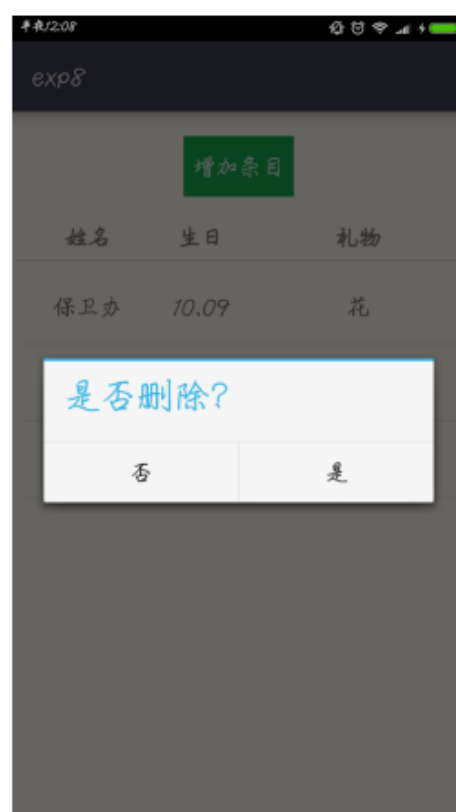 半夜12:08
exp8
增加条目
姓名 生日 礼物
保卫办 10.09 花
是否删除?
否 是